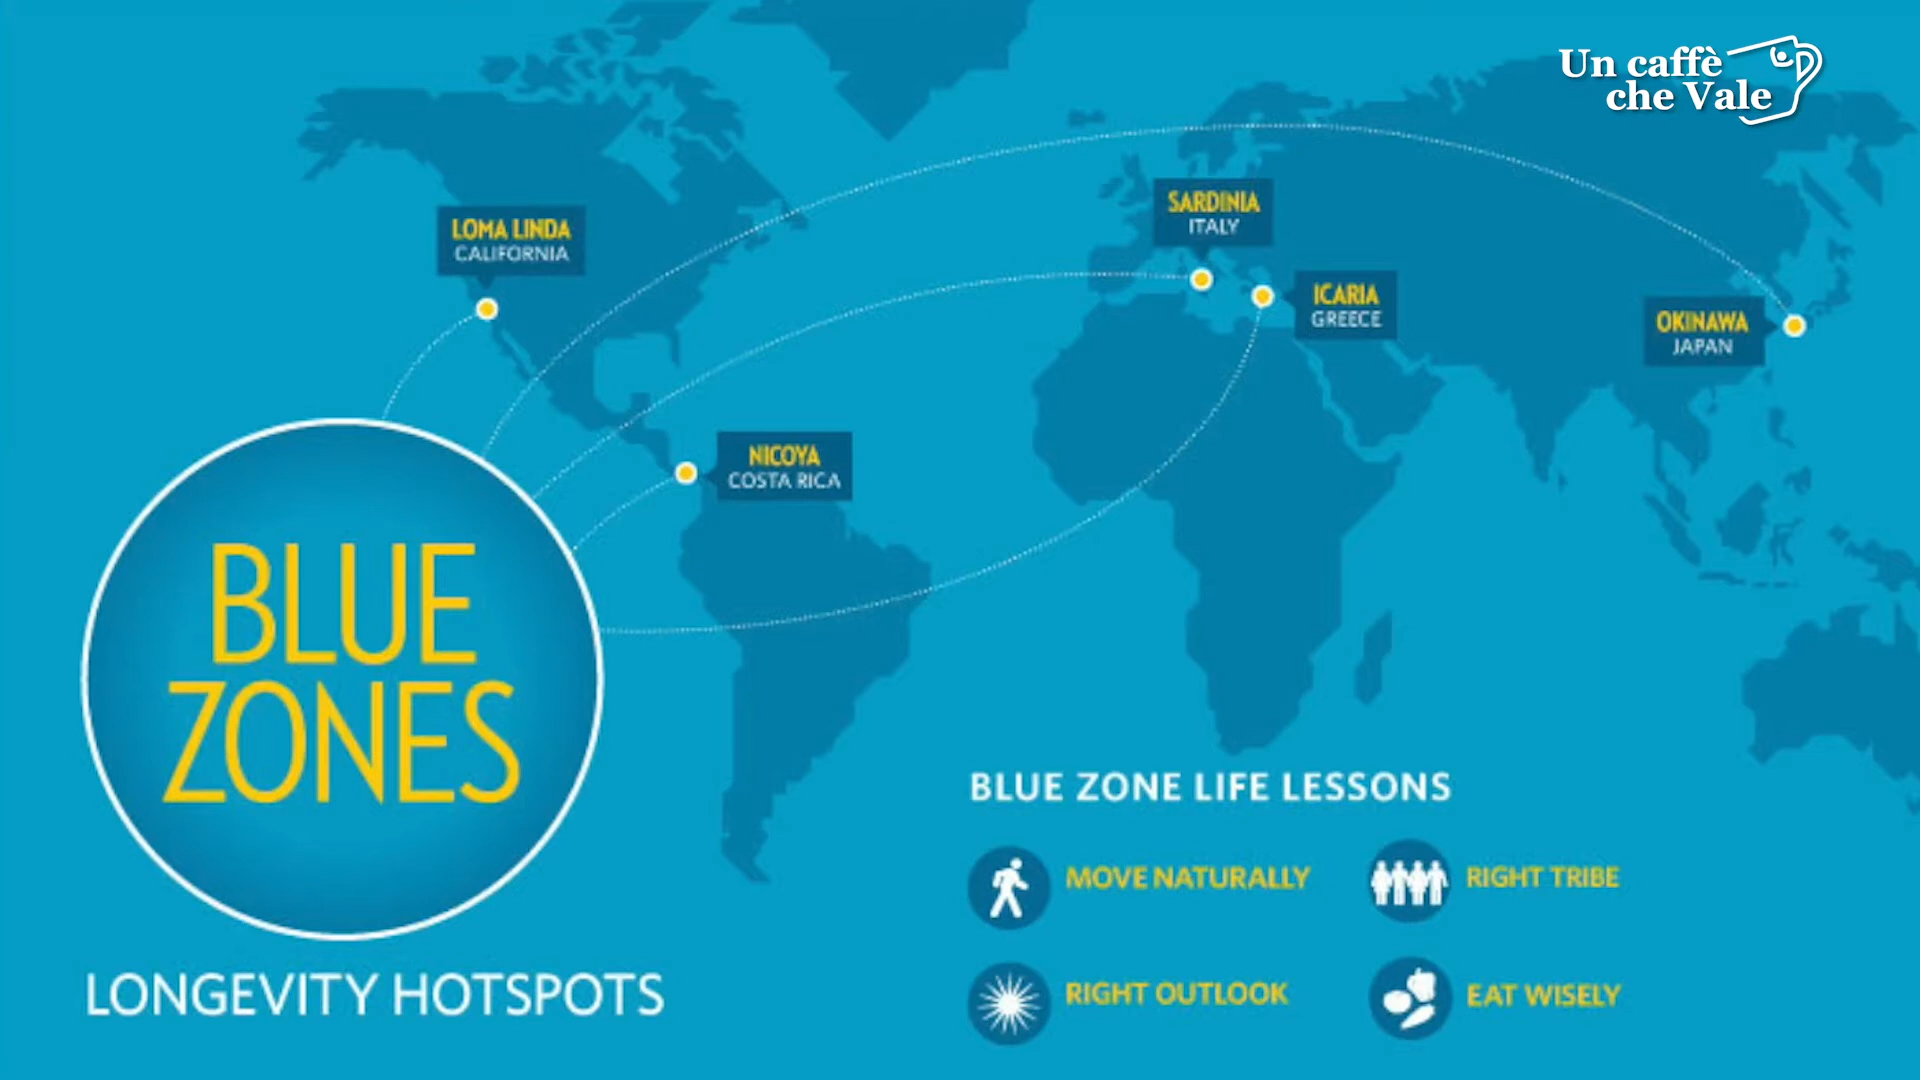 Un caffè
che Vale
LOMA LINDA
CALIFORNIA
SARDINIA
ITALY
ICARIA
GREECE
OKINAWA
JAPAN
NICOYA
COSTA RICA
BLUE
ZONES
LONGEVITY HOTSPOTS
BLUE ZONE LIFE LESSONS
MOVE NATURALLY
RIGHT TRIBE
RIGHT OUTLOOK
EAT WISELY